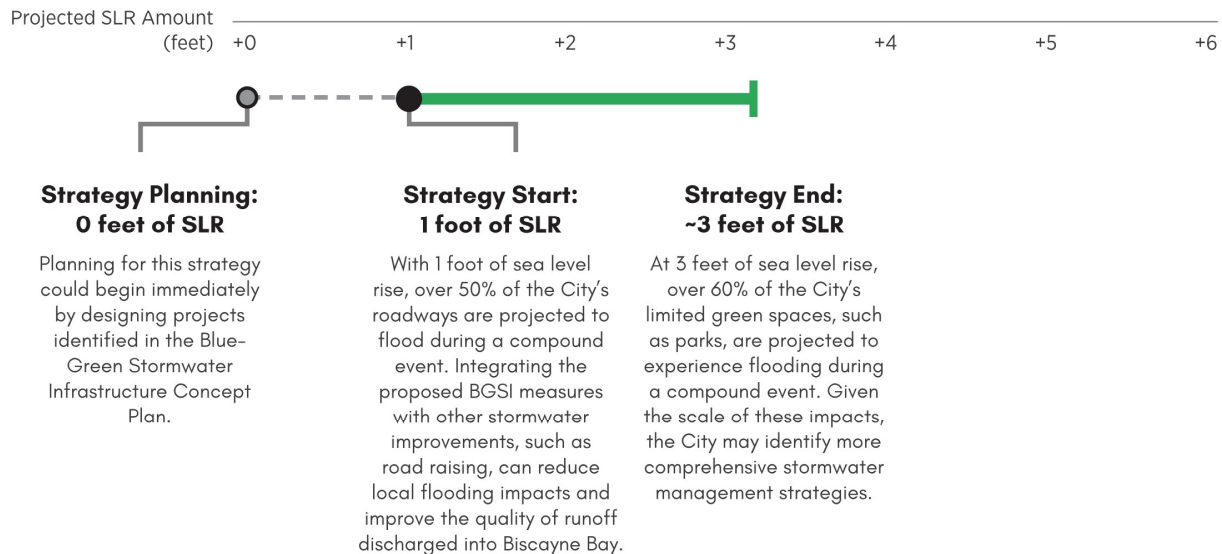 Projected SLR Amount
(feet) +0 +1 +2 +3 +4 +5 +6
Strategy Planning:
0 feet of SLR
Planning for this strategy
could begin immediately
by designing projects
identified in the Blue-
Green Stormwater
Infrastructure Concept
Plan.
Strategy Start:
1 foot of SLR
With 1 foot of sea level
rise, over 50% of the City's
roadways are projected to
flood during a compound
event. Integrating the
proposed BGSI measures
with other stormwater
improvements, such as
road raising, can reduce
local flooding impacts and
improve the quality of runoff
discharged into Biscayne Bay.
Strategy End:
~3 feet of SLR
At 3 feet of sea level rise,
over 60% of the City's
limited green spaces, such
as parks, are projected to
experience flooding during
a compound event. Given
the scale of these impacts,
the City may identify more
comprehensive stormwater
management strategies.